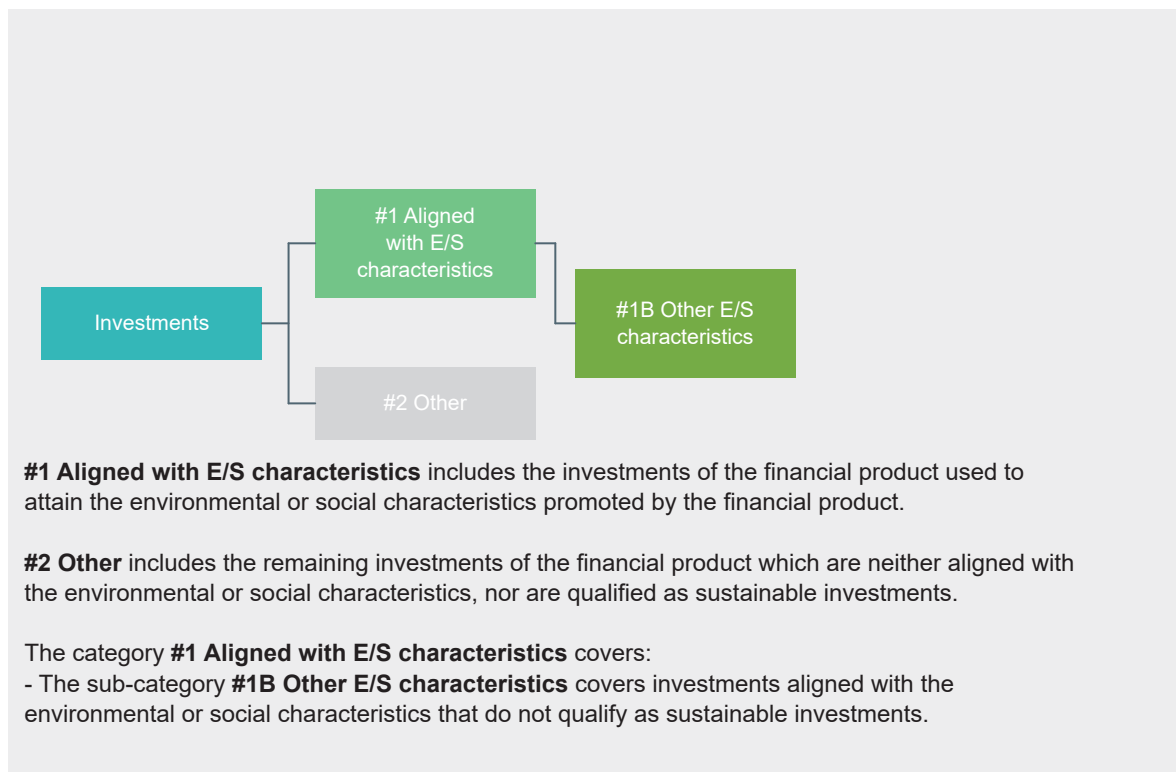 #1 Aligned
with E/S
characteristics
Investments
#1B Other E/S
characteristics
#2 Other
#1 Aligned with E/S characteristics includes the investments of the financial product used to
attain the environmental or social characteristics promoted by the financial product.
#2 Other includes the remaining investments of the financial product which are neither aligned with
the environmental or social characteristics, nor are qualified as sustainable investments.
The category #1 Aligned with E/S characteristics covers:
- The sub-category #1B Other E/S characteristics covers investments aligned with the
environmental or social characteristics that do not qualify as sustainable investments.